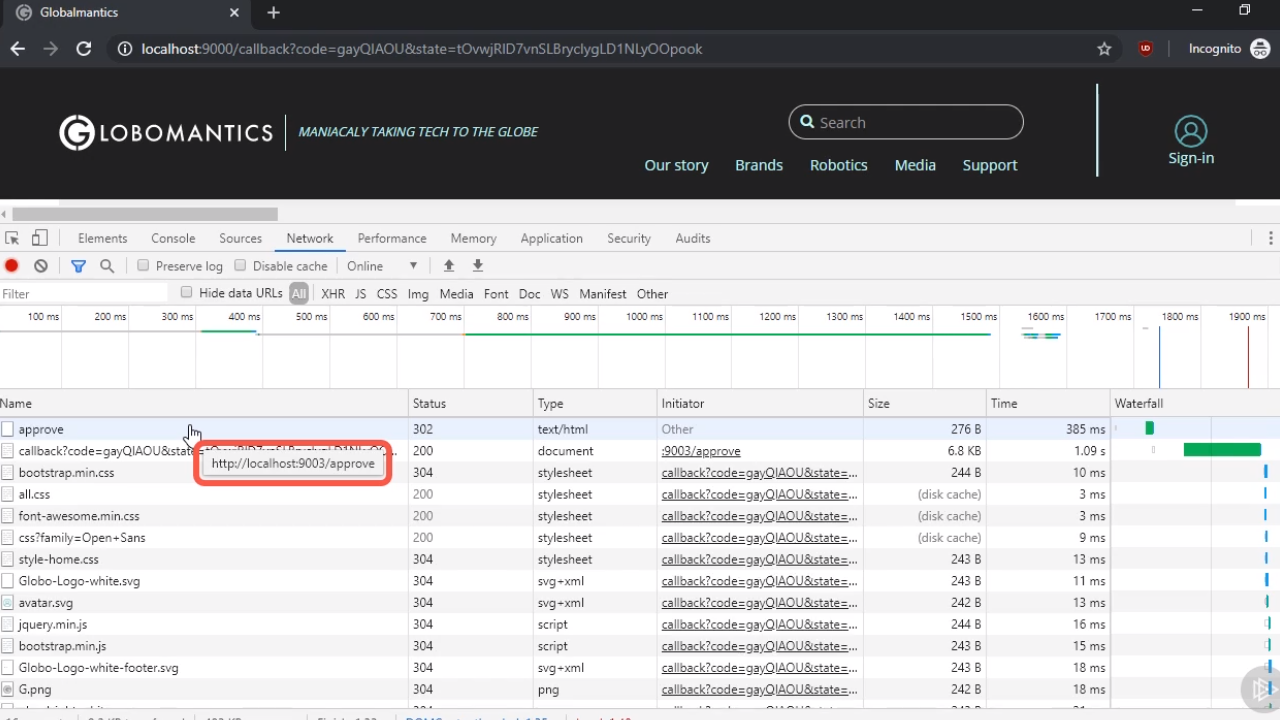 Globalmantics
localhost:9000/callback?code=gayQIAOU&state=tOvwjRID7vnSLBryclygLD1NLyOOpook
Incognito
GLOBOMANTICS
MANIACALY TAKING TECH TO THE GLOBE
Search
Sign-in
Our story Brands Robotics Media Support
Elements Console Sources Network Performance Memory Application Security Audits
Preserve log Disable cache Online
Filter Hide data URLs All XHR JS CSS Img Media Font Doc WS Manifest Other
100 ms 200 ms 300 ms 400 ms 500 ms 600 ms 700 ms 800 ms 900 ms 1000 ms 1100 ms 1200 ms 1300 ms 1400 ms 1500 ms 1600 ms 1700 ms 1800 ms 1900 ms
Name Status Type Initiator Size Time Waterfall
approve 302 text/html Other 276 B 385 ms
callback?code=gayQIAOU&state= 200 document :9003/approve 6.8 KB 1.09 s
http://localhost:9003/approve
bootstrap.min.css 304 stylesheet callback?code=gayQIAOU&state=... 244 B 10 ms
all.css 200 stylesheet callback?code=gayQIAOU&state=... (disk cache) 3 ms
font-awesome.min.css 200 stylesheet callback?code=gayQIAOU&state=... (disk cache) 3 ms
css?family=Open+Sans 200 stylesheet callback?code=gayQIAOU&state=... (disk cache) 9 ms
style-home.css 304 stylesheet callback?code=gayQIAOU&state=... 243 B 13 ms
Globo-Logo-white.svg 304 svg+xml callback?code=gayQIAOU&state=... 243 B 11 ms
avatar.svg 304 svg+xml callback?code=gayQIAOU&state=... 242 B 13 ms
jquery.min.js 304 script callback?code=gayQIAOU&state=... 244 B 16 ms
bootstrap.min.js 304 script callback?code=gayQIAOU&state=... 243 B 15 ms
Globo-Logo-white-footer.svg 304 svg+xml callback?code=gayQIAOU&state=... 243 B 18 ms
G.png 304 png callback?code=gayQIAOU&state=... 242 B 18 ms